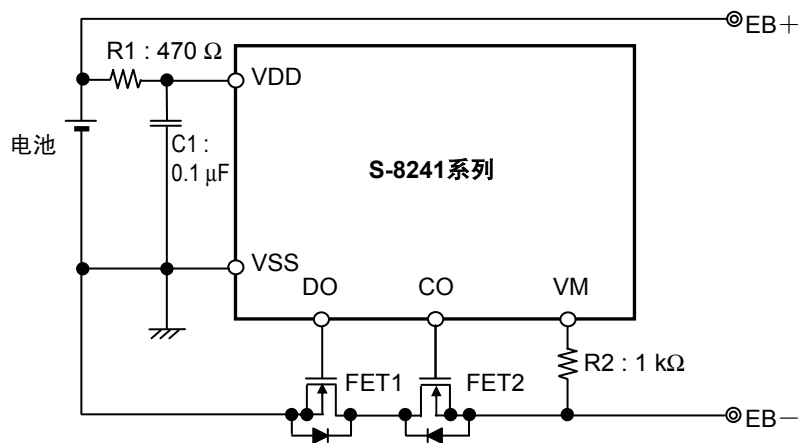 EB+
R1 : 470 Ω
VDD
电池
C1 :
0.1 μF
S-8241系列
VSS
DO
CO
VM
FET1
FET2
R2 : 1 kΩ
EB−